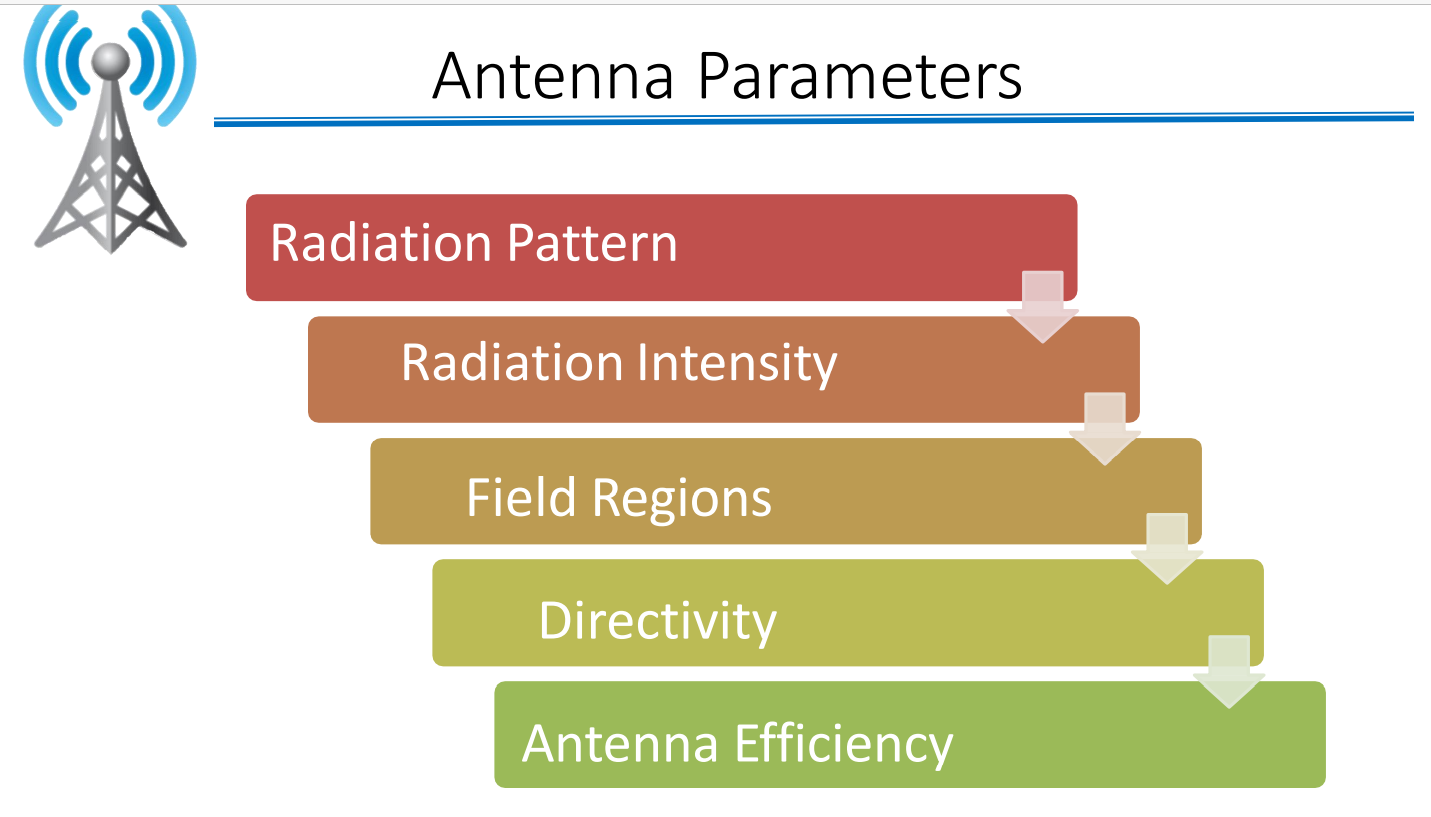 Antenna Parameters
Radiation Pattern
Radiation Intensity
Field Regions
Directivity
Antenna Efficiency